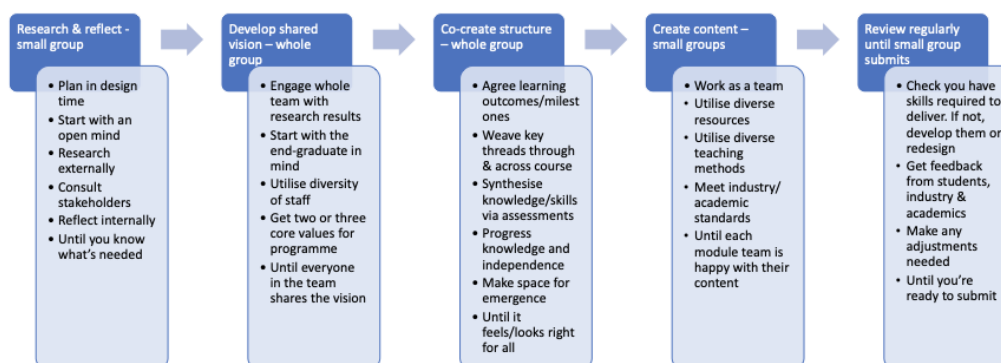 Research & reflect -
small group
• Plan in design
time
• Start with an
open mind
• Research
externally
• Consult
stakeholders
• Reflect internally
• Until you know
what's needed
Develop shared
vision – whole
group
• Engage whole
team with
research results
• Start with the
end-graduate in
mind
• Utilise diversity
of staff
• Get two or three
core values for
programme
• Until everyone
in the team
shares the vision
Co-create structure
– whole group
• Agree learning
outcomes/milest
ones
• Weave key
threads through
& across course
• Synthesise
knowledge/skills
via assessments
• Progress
knowledge and
independence
• Make space for
emergence
• Until it
feels/looks right
for all
Create content –
small groups
• Work as a team
• Utilise diverse
resources
• Utilise diverse
teaching
methods
• Meet industry/
academic
standards
• Until each
module team is
happy with their
content
Review regularly
until small group
submits
• Check you have
skills required to
deliver. If not,
develop them or
redesign
• Get feedback
from students,
industry &
academics
• Make any
adjustments
needed
• Until you're
ready to submit